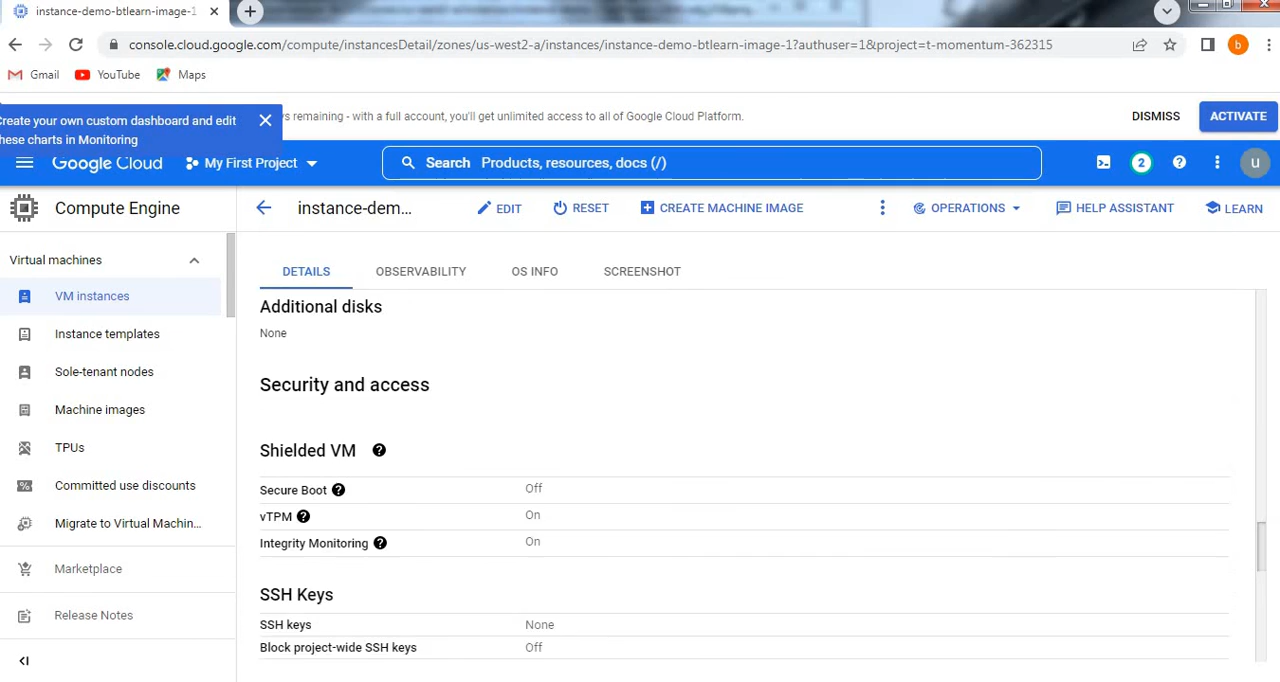 instance-demo-btlearn-image-1
console.cloud.google.com/compute/instancesDetail/zones/us-west2-a/instances/instance-demo-btlearn-image-1?authuser=1&project=t-momentum-362315
b
Gmail YouTube Maps
Create your own custom dashboard and edit
these charts in Monitoring
remaining - with a full account, you'll get unlimited access to all of Google Cloud Platform.
DISMISS ACTIVATE
Google Cloud My First Project Search Products, resources, docs (/) 2 u
Compute Engine
instance-dem... EDIT RESET CREATE MACHINE IMAGE OPERATIONS HELP ASSISTANT LEARN
Virtual machines
VM instances
Instance templates
Sole-tenant nodes
Machine images
TPUs
Committed use discounts
Migrate to Virtual Machin...
Marketplace
Release Notes
DETAILS OBSERVABILITY OS INFO SCREENSHOT
Additional disks
None
Security and access
Shielded VM
Secure Boot Off
vTPM On
Integrity Monitoring On
SSH Keys
SSH keys None
Block project-wide SSH keys Off